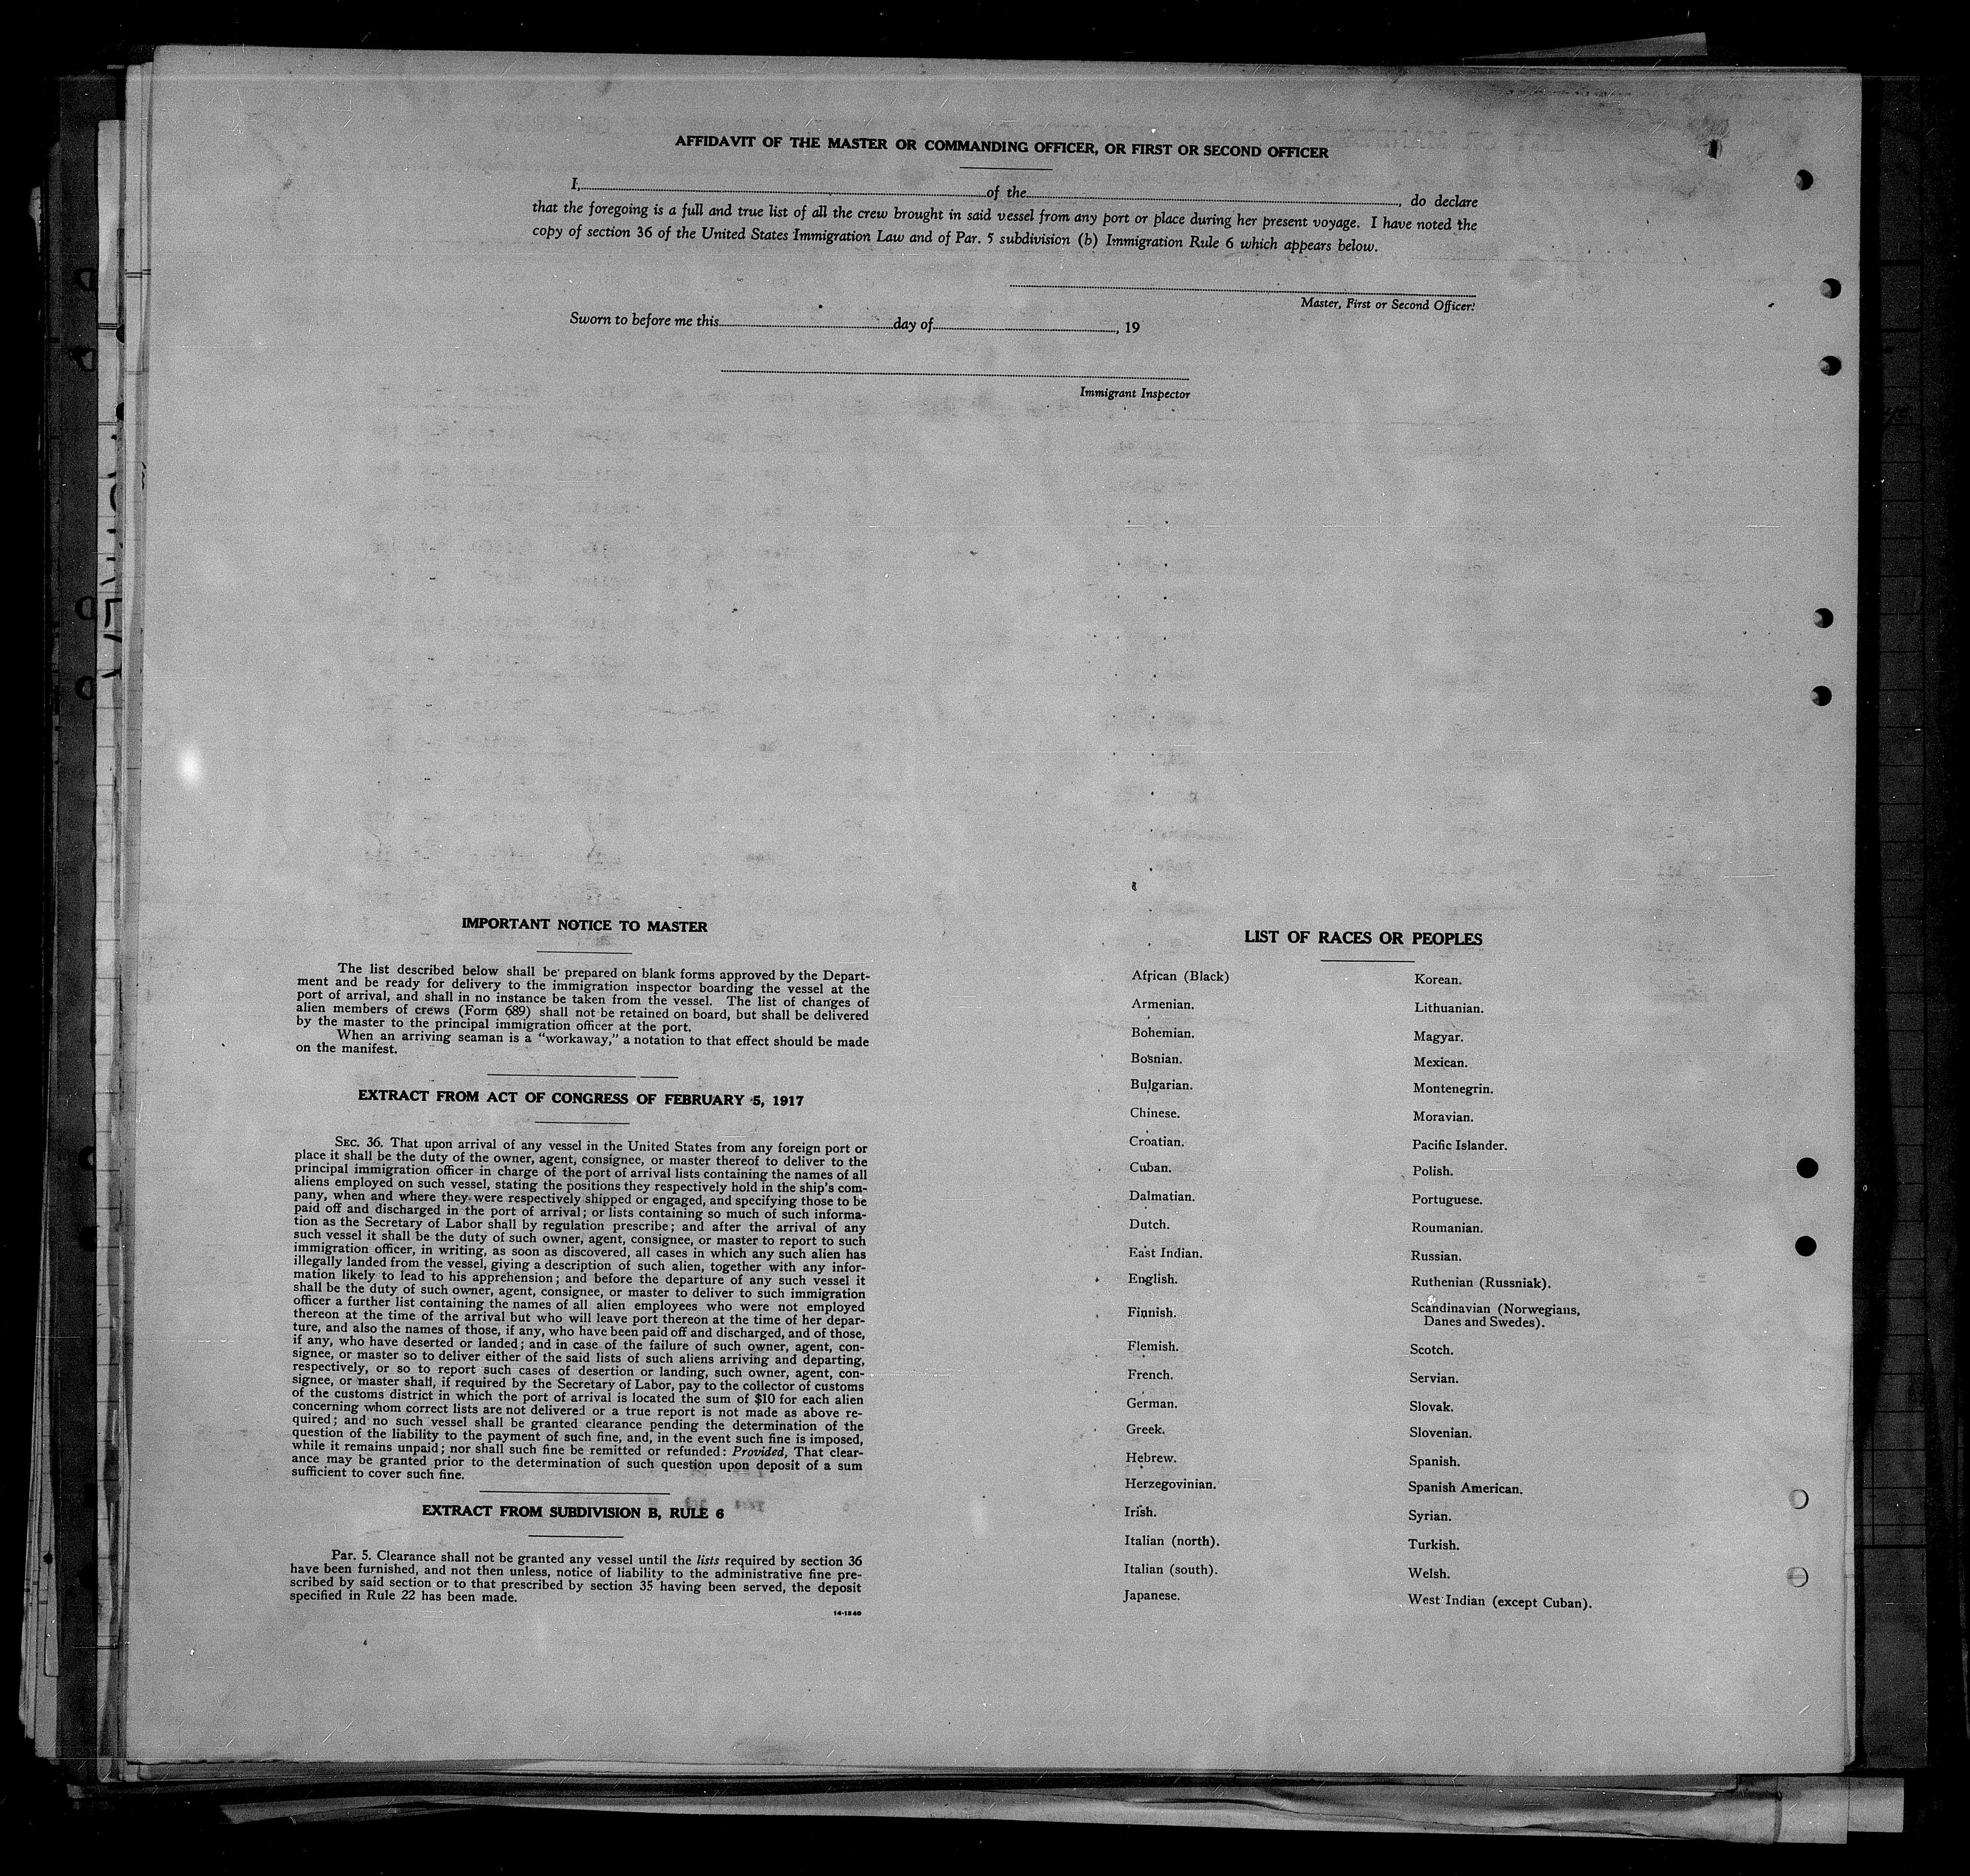 AFFIDAVIT OF THE MASTER OR COMMANDING OFFICER, OR FIRST OR SECOND OFFICER
I, of the , do declare
that the foregoing is a full and true list of all the crew brought in said vessel from any port or place during her present voyage. I have noted the
copy of section 36 of the United States Immigration Law and of Par. 5 subdivision (b) Immigration Rule 6 which appears below.
Master, First or Second Officer.
Sworn to before me this day of , 19
Immigrant Inspector
IMPORTANT NOTICE TO MASTER
The list described below shall be prepared on blank forms approved by the Depart-
ment and be ready for delivery to the immigration inspector boarding the vessel at the
port of arrival, and shall in no instance be taken from the vessel. The list of changes of
alien members of crews (Form 689) shall not be retained on board, but shall be delivered
by the master to the principal immigration officer at the port.
When an arriving seaman is a "workaway," a notation to that effect should be made
on the manifest.
EXTRACT FROM ACT OF CONGRESS OF FEBRUARY 5, 1917
SEC. 36. That upon arrival of any vessel in the United States from any foreign port or
place it shall be the duty of the owner, agent, consignee, or master thereof to deliver to the
principal immigration officer in charge of the port of arrival lists containing the names of all
aliens employed on such vessel, stating the positions they respectively hold in the ship's com-
pany, when and where they were respectively shipped or engaged, and specifying those to be
paid off and discharged in the port of arrival; or lists containing so much of such informa-
tion as the Secretary of Labor shall by regulation prescribe; and after the arrival of any
such vessel it shall be the duty of such owner, agent, consignee, or master to report to such
immigration officer, in writing, as soon as discovered, all cases in which any such alien has
illegally landed from the vessel, giving a description of such alien, together with any infor-
mation likely to lead to his apprehension; and before the departure of any such vessel it
shall be the duty of such owner, agent, consignee, or master to deliver to such immigration
officer a further list containing the names of all alien employees who were not employed
thereon at the time of the arrival but who will leave port thereon at the time of her depar-
ture, and also the names of those, if any, who have been paid off and discharged, and of those,
if any, who have deserted or landed; and in case of the failure of such owner, agent, con-
signee, or master so to deliver either of the said lists of such aliens arriving and departing,
respectively, or so to report such cases of desertion or landing, such owner, agent, con-
signee, or master shall, if required by the Secretary of Labor, pay to the collector of customs
of the customs district in which the port of arrival is located the sum of $10 for each alien
concerning whom correct lists are not delivered or a true report is not made as above re-
quired; and no such vessel shall be granted clearance pending the determination of the
question of the liability to the payment of such fine, and, in the event such fine is imposed,
while it remains unpaid; nor shall such fine be remitted or refunded: Provided, That clear-
ance may be granted prior to the determination of such question upon deposit of a sum
sufficient to cover such fine.
EXTRACT FROM SUBDIVISION B, RULE 6
Par. 5. Clearance shall not be granted any vessel until the lists required by section 36
have been furnished, and not then unless, notice of liability to the administrative fine pre-
scribed by said section or to that prescribed by section 35 having been served, the deposit
specified in Rule 22 has been made.
14-1240
LIST OF RACES OR PEOPLES
African (Black)
Armenian.
Bohemian.
Bosnian.
Bulgarian.
Chinese.
Croatian.
Cuban.
Dalmatian.
Dutch.
East Indian.
English.
Finnish.
Flemish.
French.
German.
Greek.
Hebrew.
Herzegovinian.
Irish.
Italian (north).
Italian (south).
Japanese.
Korean.
Lithuanian.
Magyar.
Mexican.
Montenegrin.
Moravian.
Pacific Islander.
Polish.
Portuguese.
Roumanian.
Russian.
Ruthenian (Russniak).
Scandinavian (Norwegians,
Danes and Swedes).
Scotch.
Servian.
Slovak.
Slovenian.
Spanish.
Spanish American.
Syrian.
Turkish.
Welsh.
West Indian (except Cuban).